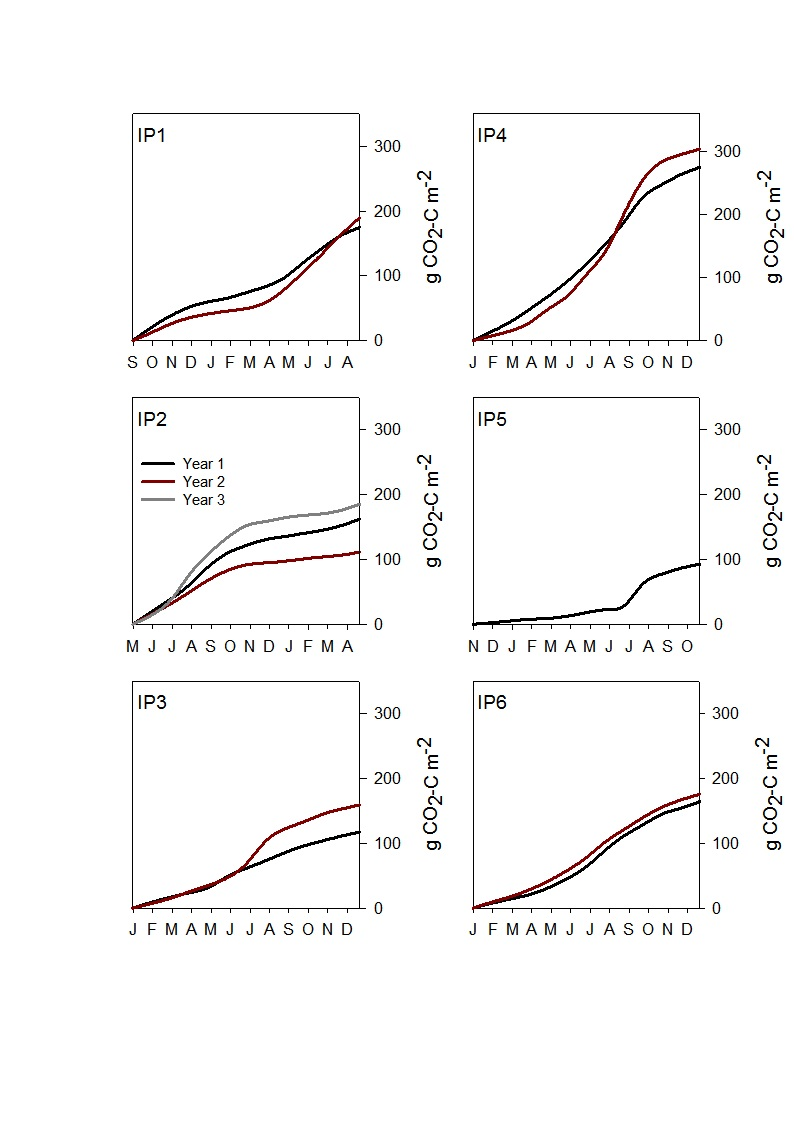 IP1
300
200
100
0
g CO2-C m-2
S O N D J F M A M J J A
IP4
300
200
100
0
g CO2-C m-2
J F M A M J J A S O N D
IP2
Year 1
Year 2
Year 3
300
200
100
0
g CO2-C m-2
M J J A S O N D J F M A
IP5
300
200
100
0
g CO2-C m-2
N D J F M A M J J A S O
IP3
300
200
100
0
g CO2-C m-2
J F M A M J J A S O N D
IP6
300
200
100
0
g CO2-C m-2
J F M A M J J A S O N D